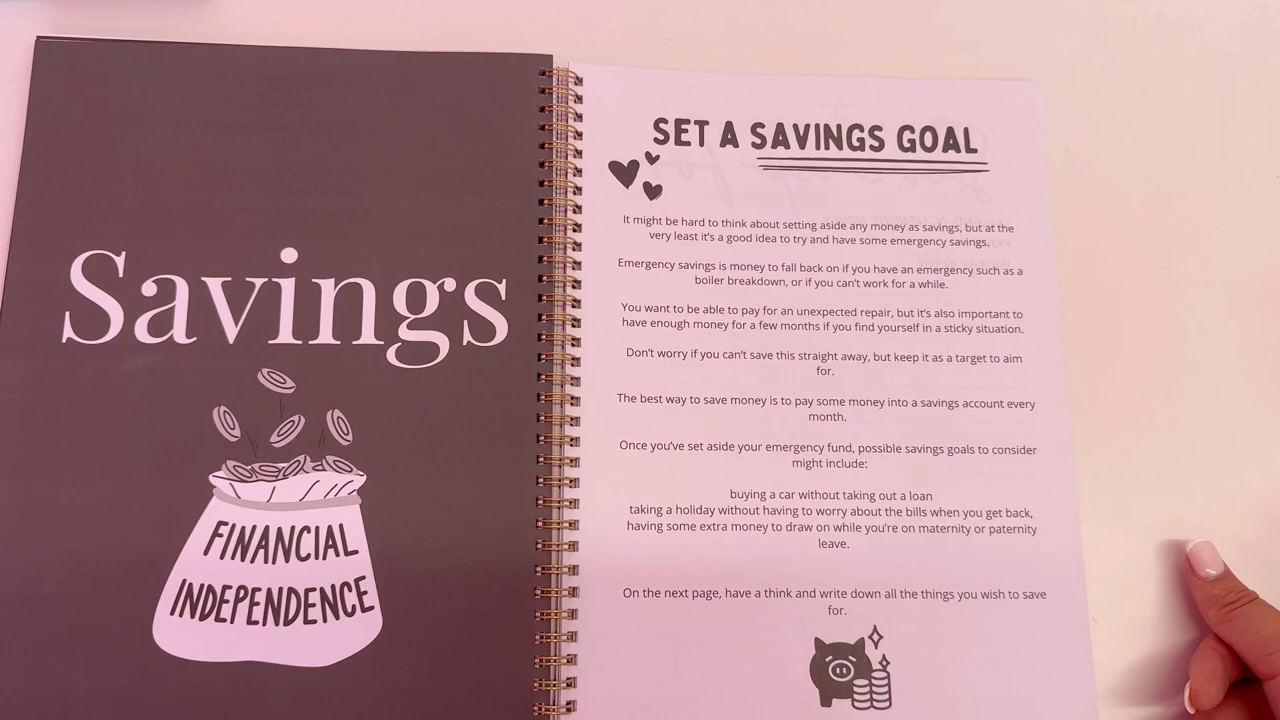 Savings
FINANCIAL
INDEPENDENCE
SET A SAVINGS GOAL
It might be hard to think about setting aside any money as savings, but at the
very least it's a good idea to try and have some emergency savings.
Emergency savings is money to fall back on if you have an emergency such as a
boiler breakdown, or if you can't work for a while.
You want to be able to pay for an unexpected repair, but it's also important to
have enough money for a few months if you find yourself in a sticky situation.
Don't worry if you can't save this straight away, but keep it as a target to aim
for.
The best way to save money is to pay some money into a savings account every
month.
Once you've set aside your emergency fund, possible savings goals to consider
might include:
buying a car without taking out a loan
taking a holiday without having to worry about the bills when you get back,
having some extra money to draw on while you're on maternity or paternity
leave.
On the next page, have a think and write down all the things you wish to save
for.